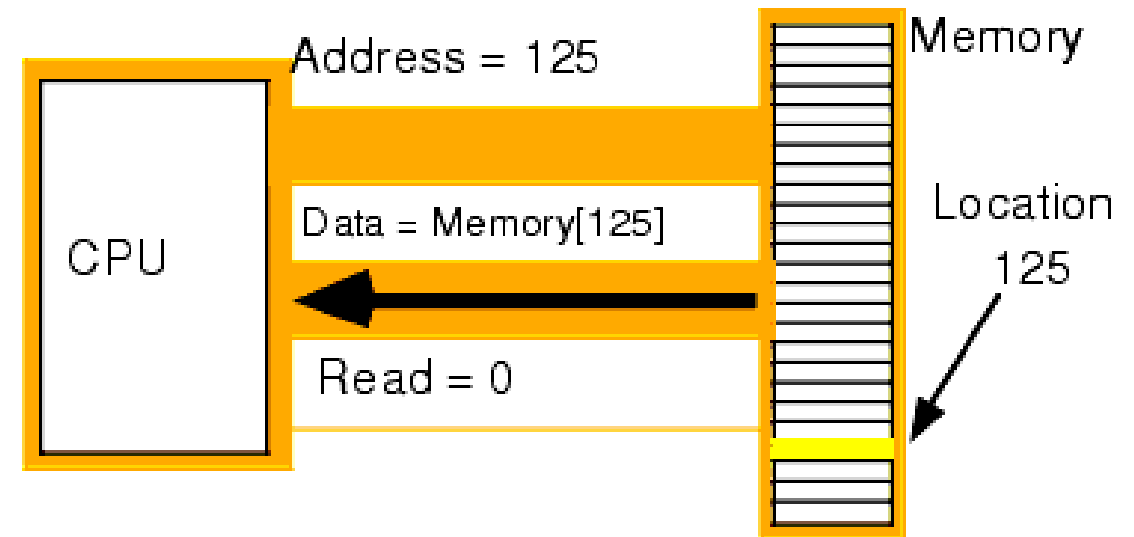 Address = 125
Memory
Data = Memory[125]
Location
125
CPU
Read = 0